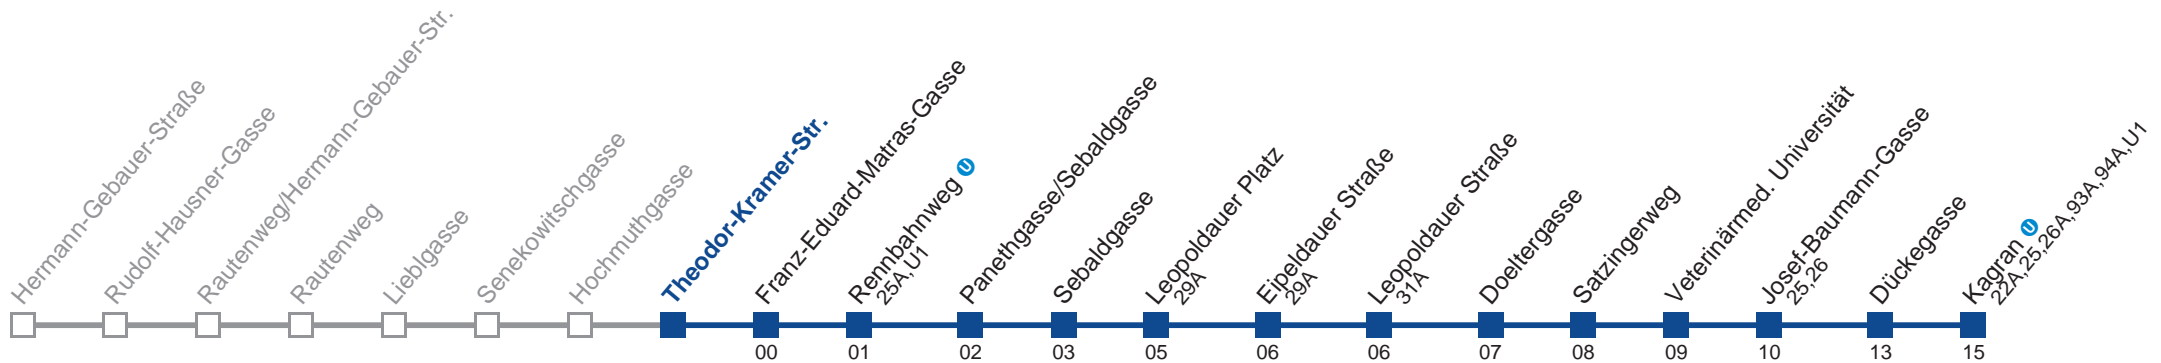 Hermann-Gebauer-Straße
Rudolf-Hausner-Gasse
Rautenweg/Hermann-Gebauer-Str.
Rautenweg
Lieblgasse
Senekowitschgasse
Hochmuthgasse
Theodor-Kramer-Str.
Franz-Eduard-Matras-Gasse
Rennbahnweg U
25A,U1
Panethgasse/Sebaldgasse
Sebaldgasse
Leopoldauer Platz
29A
Eipeldauer Straße
29A
Leopoldauer Straße
31A
Doeltergasse
Satzingerweg
Veterinärmed. Universität
Josef-Baumann-Gasse
25,26
Dückegasse
Kagran U
22A,25,26A,93A,94A,U1
00 01 02 03 05 06 06 07 08 09 10 13 15